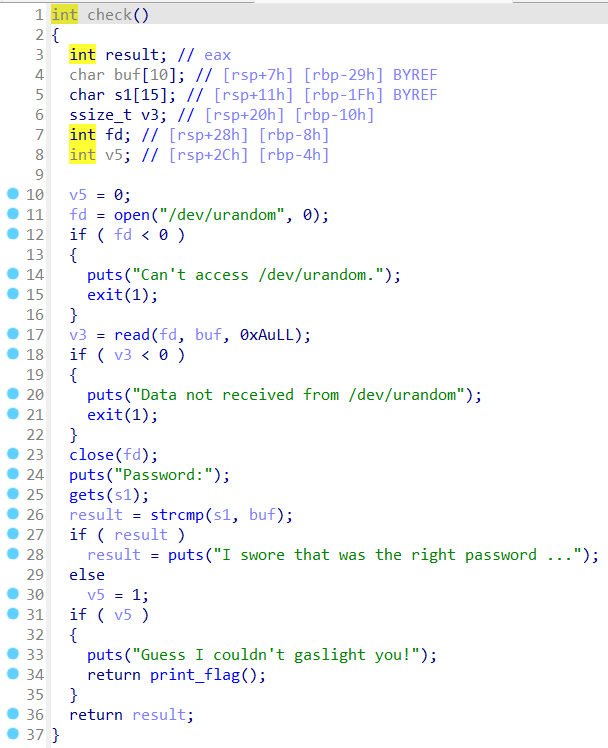 1 int check()
2 {
3 int result; // eax
4 char buf[10]; // [rsp+7h] [rbp-29h] BYREF
5 char s1[15]; // [rsp+11h] [rbp-1Fh] BYREF
6 ssize_t v3; // [rsp+20h] [rbp-10h]
7 int fd; // [rsp+28h] [rbp-8h]
8 int v5; // [rsp+2Ch] [rbp-4h]
9
10 v5 = 0;
11 fd = open("/dev/urandom", 0);
12 if ( fd < 0 )
13 {
14 puts("Can't access /dev/urandom.");
15 exit(1);
16 }
17 v3 = read(fd, buf, 0xAuLL);
18 if ( v3 < 0 )
19 {
20 puts("Data not received from /dev/urandom");
21 exit(1);
22 }
23 close(fd);
24 puts("Password:");
25 gets(s1);
26 result = strcmp(s1, buf);
27 if ( result )
28 result = puts("I swore that was the right password ...");
29 else
30 v5 = 1;
31 if ( v5 )
32 {
33 puts("Guess I couldn't gaslight you!");
34 return print_flag();
35 }
36 return result;
37 }